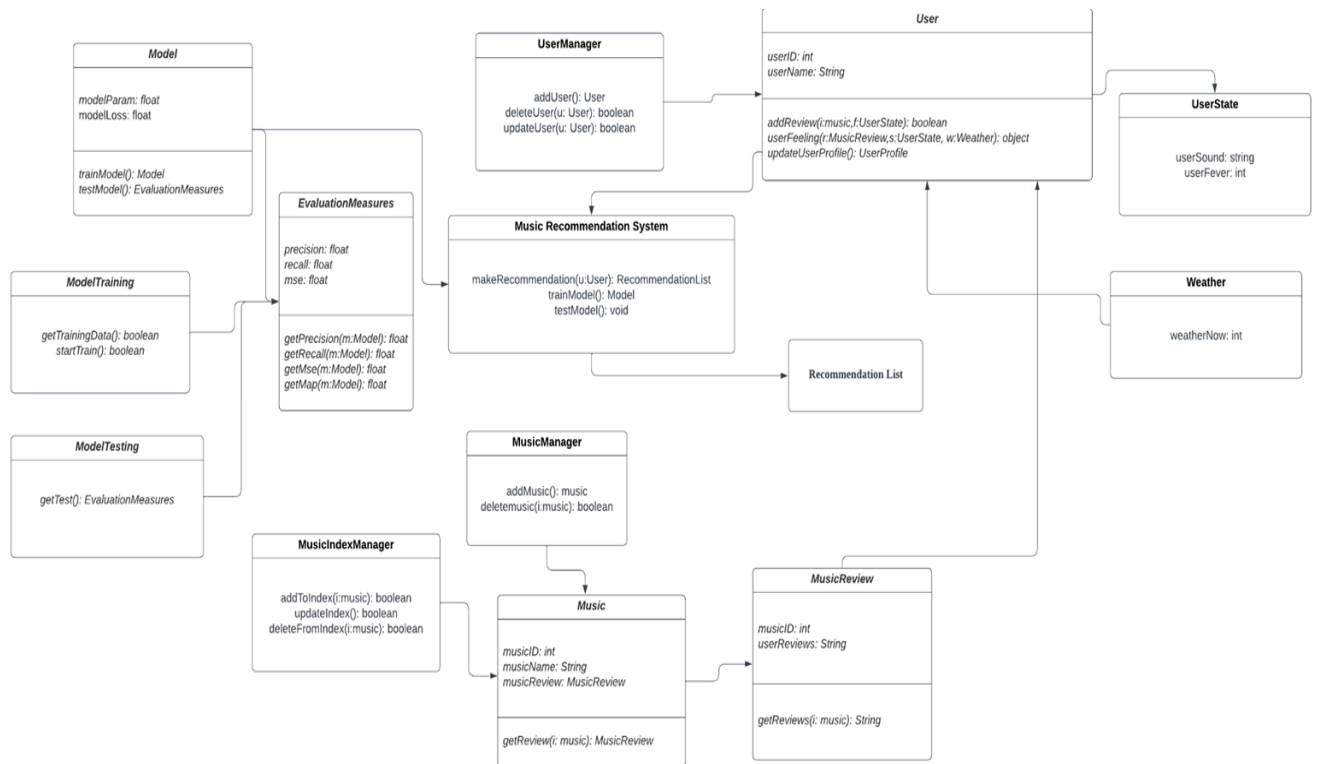 Model
modelParam: float
modelLoss: float
trainModel(): Model
testModel(): EvaluationMeasures
UserManager
addUser(): User
deleteUser(u: User): boolean
updateUser(u: User): boolean
User
userID: int
userName: String
addReview(i:music,f:UserState): boolean
userFeeling(r:MusicReview,s:UserState, w:Weather): object
updateUserProfile(): UserProfile
UserState
userSound: string
userFever: int
EvaluationMeasures
precision: float
recall: float
mse: float
getPrecision(m:Model): float
getRecall(m:Model): float
getMse(m:Model): float
getMap(m:Model): float
Music Recommendation System
makeRecommendation(u:User): RecommendationList
trainModel(): Model
testModel(): void
ModelTraining
getTrainingData(): boolean
startTrain(): boolean
Weather
weatherNow: int
Recommendation List
ModelTesting
getTest(): EvaluationMeasures
MusicManager
addMusic(): music
deletemusic(i:music): boolean
MusicIndexManager
addToIndex(i:music): boolean
updateIndex(): boolean
deleteFromIndex(i:music): boolean
Music
musicID: int
musicName: String
musicReview: MusicReview
getReview(i: music): MusicReview
MusicReview
musicID: int
userReviews: String
getReviews(i: music): String